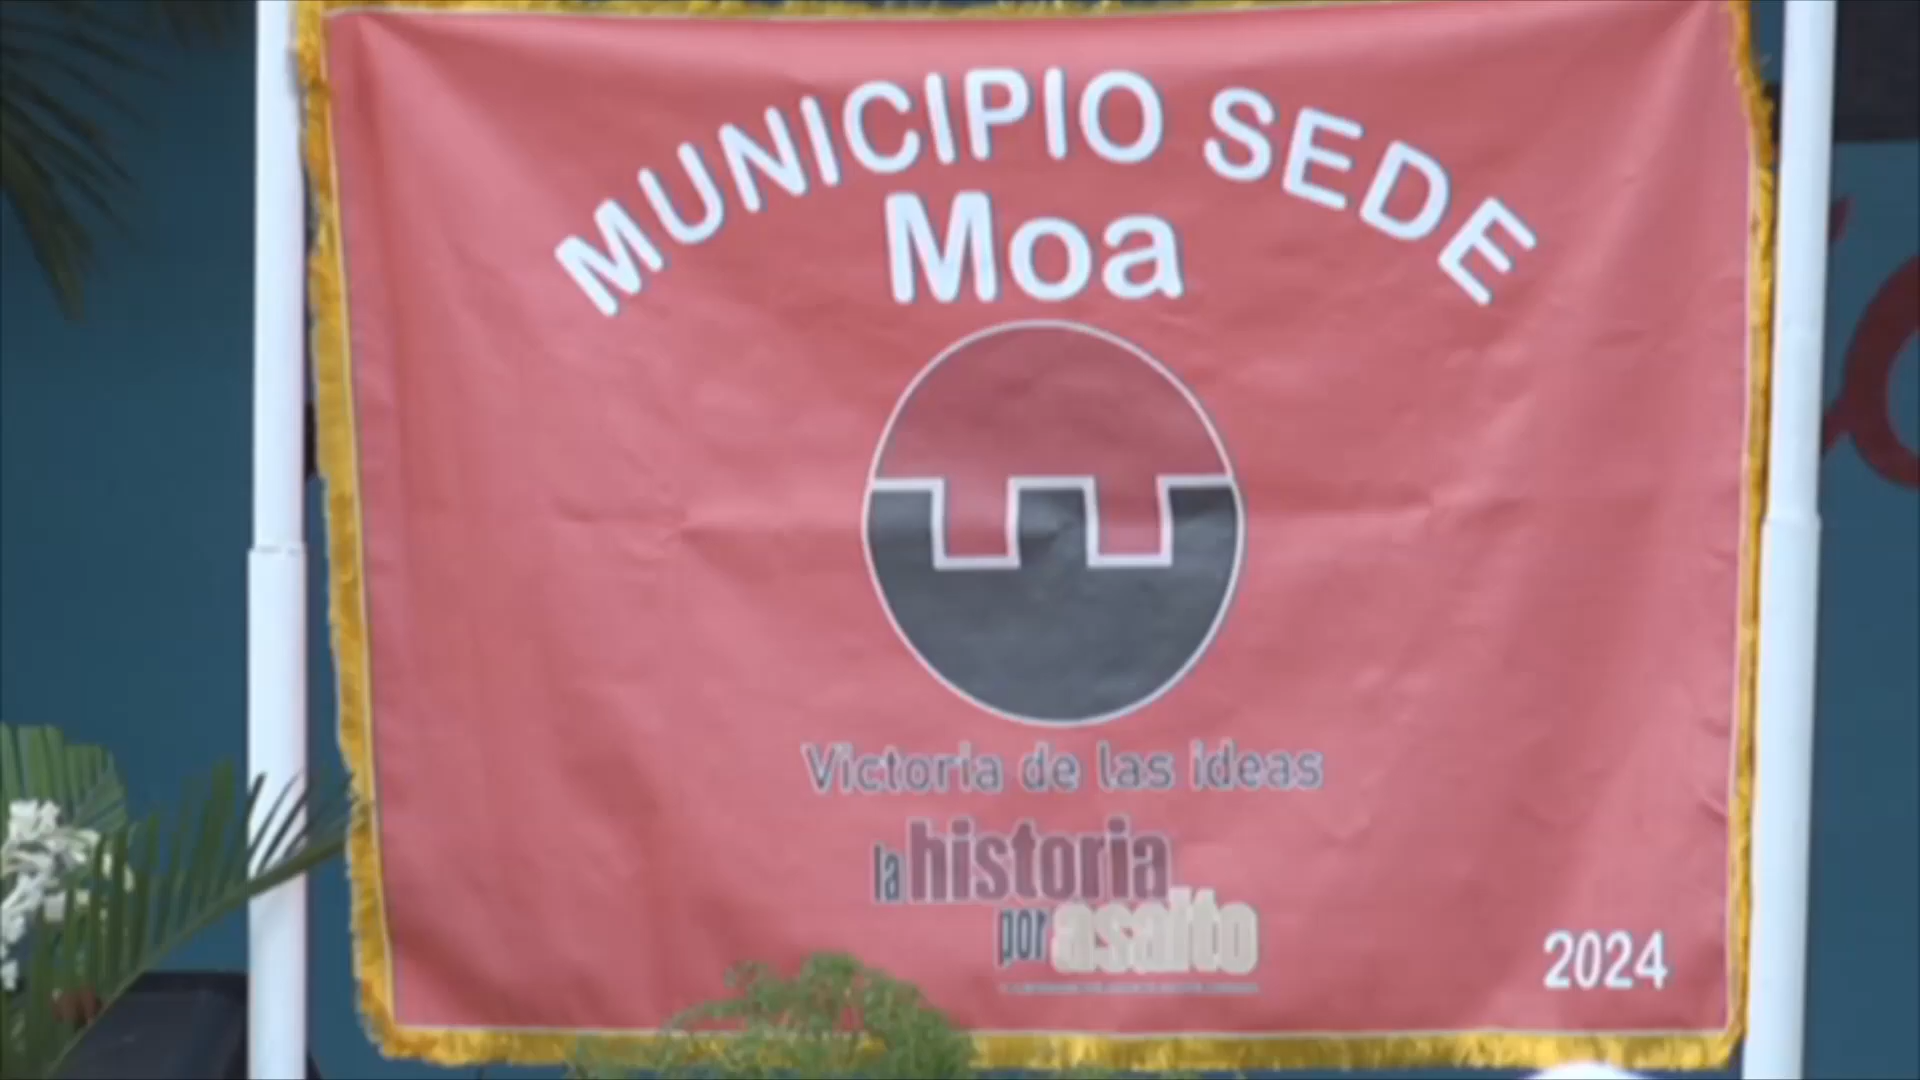 MUNICIPIO SEDE
Moa
Victoria de las ideas
la historia
por asalto
2024